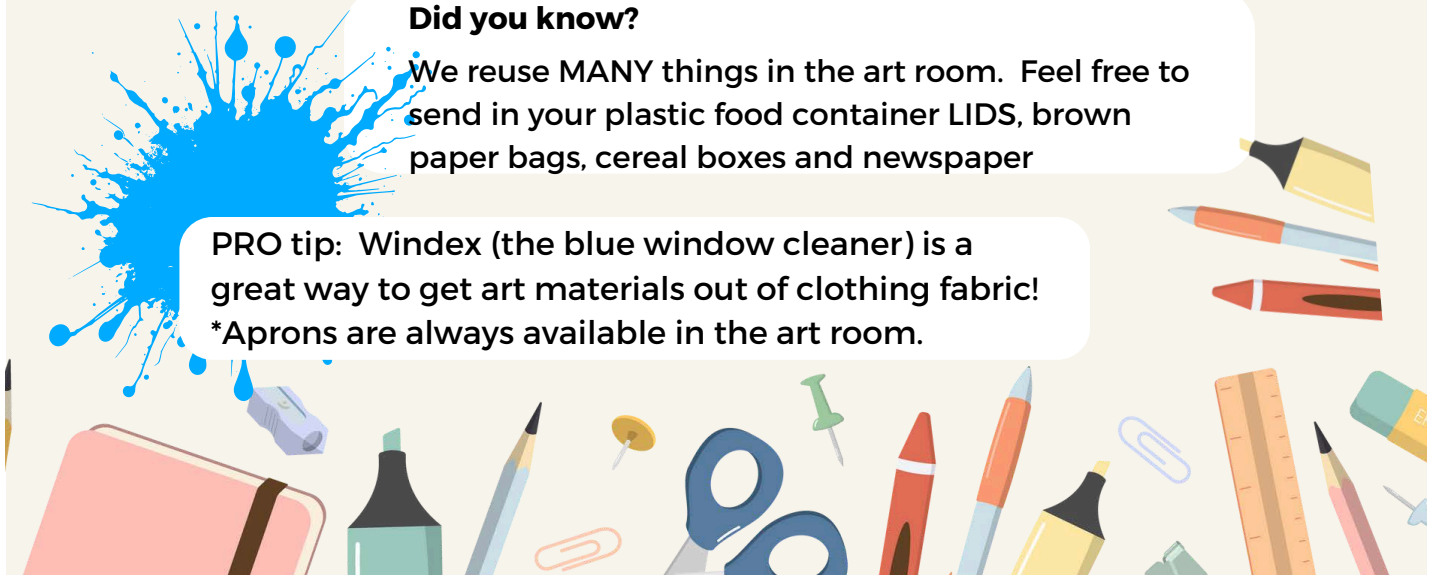 Did you know?
We reuse MANY things in the art room.  Feel free to
send in your plastic food container LIDS, brown
paper bags, cereal boxes and newspaper
PRO tip:  Windex (the blue window cleaner) is a
great way to get art materials out of clothing fabric!
*Aprons are always available in the art room.